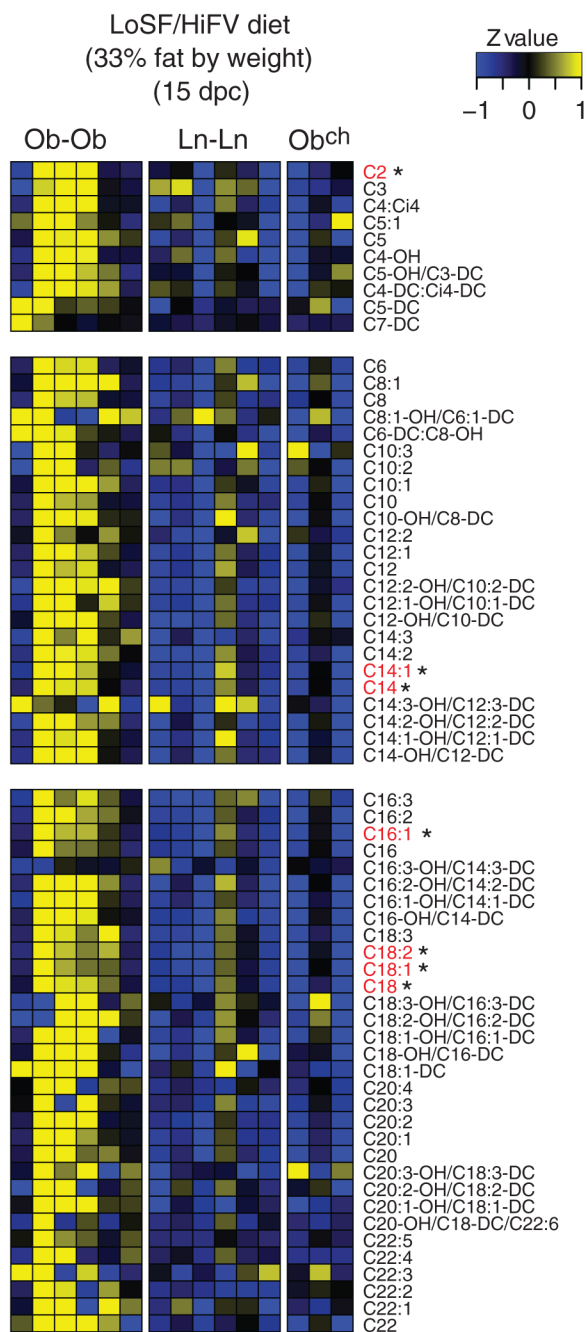 LoSF/HiFV diet
(33% fat by weight)
(15 dpc)
Z value
−1 0 1
Ob-Ob Ln-Ln Obch
C2 *
C3
C4:Ci4
C5:1
C5
C4-OH
C5-OH/C3-DC
C4-DC:Ci4-DC
C5-DC
C7-DC
C6
C8:1
C8
C8:1-OH/C6:1-DC
C6-DC:C8-OH
C10:3
C10:2
C10:1
C10
C10-OH/C8-DC
C12:2
C12:1
C12
C12:2-OH/C10:2-DC
C12:1-OH/C10:1-DC
C12-OH/C10-DC
C14:3
C14:2
C14:1 *
C14 *
C14:3-OH/C12:3-DC
C14:2-OH/C12:2-DC
C14:1-OH/C12:1-DC
C14-OH/C12-DC
C16:3
C16:2
C16:1 *
C16
C16:3-OH/C14:3-DC
C16:2-OH/C14:2-DC
C16:1-OH/C14:1-DC
C16-OH/C14-DC
C18:3
C18:2 *
C18:1 *
C18 *
C18:3-OH/C16:3-DC
C18:2-OH/C16:2-DC
C18:1-OH/C16:1-DC
C18-OH/C16-DC
C18:1-DC
C20:4
C20:3
C20:2
C20:1
C20
C20:3-OH/C18:3-DC
C20:2-OH/C18:2-DC
C20:1-OH/C18:1-DC
C20-OH/C18-DC/C22:6
C22:5
C22:4
C22:3
C22:2
C22:1
C22